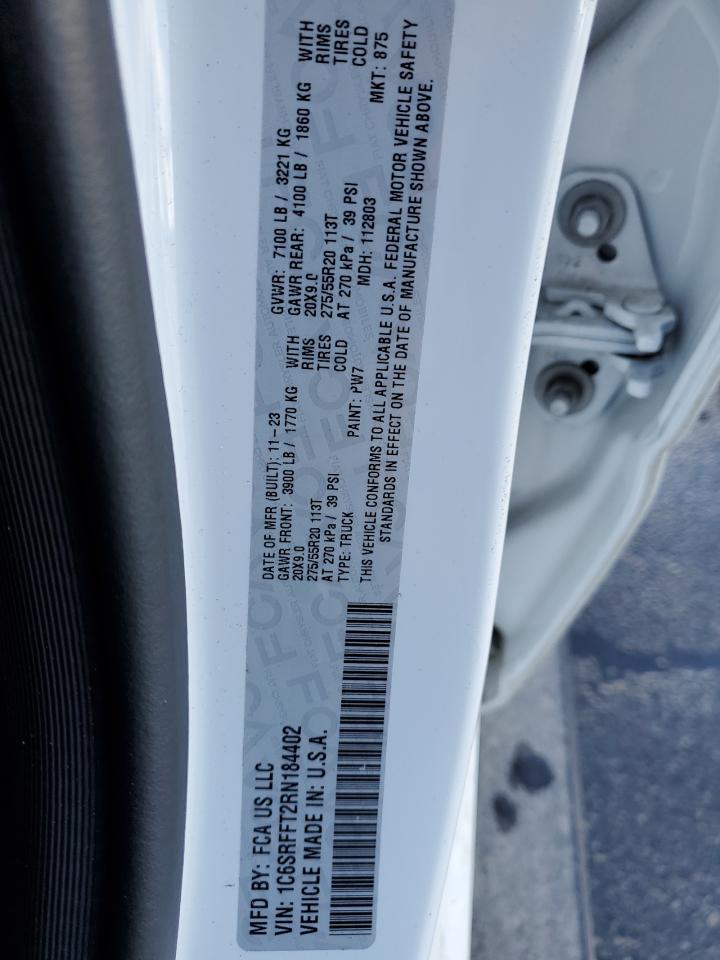 MFD BY: FCA US LLC
VIN: 1C6SRFFT2RN184402
VEHICLE MADE IN: U.S.A.
DATE OF MFR (BUILT): 11-23 GVWR: 7100 LB / 3221 KG
GAWR FRONT: 3900 LB / 1770 KG WITH GAWR REAR: 4100 LB / 1860 KG WITH
20X9.0 RIMS 20X9.0 RIMS
275/55R20 113T TIRES 275/55R20 113T TIRES
AT 270 kPa / 39 PSI COLD AT 270 kPa / 39 PSI COLD
TYPE: TRUCK PAINT: PW7 MDH: 112803 MKT: 875
THIS VEHICLE CONFORMS TO ALL APPLICABLE U.S.A. FEDERAL MOTOR VEHICLE SAFETY
STANDARDS IN EFFECT ON THE DATE OF MANUFACTURE SHOWN ABOVE.